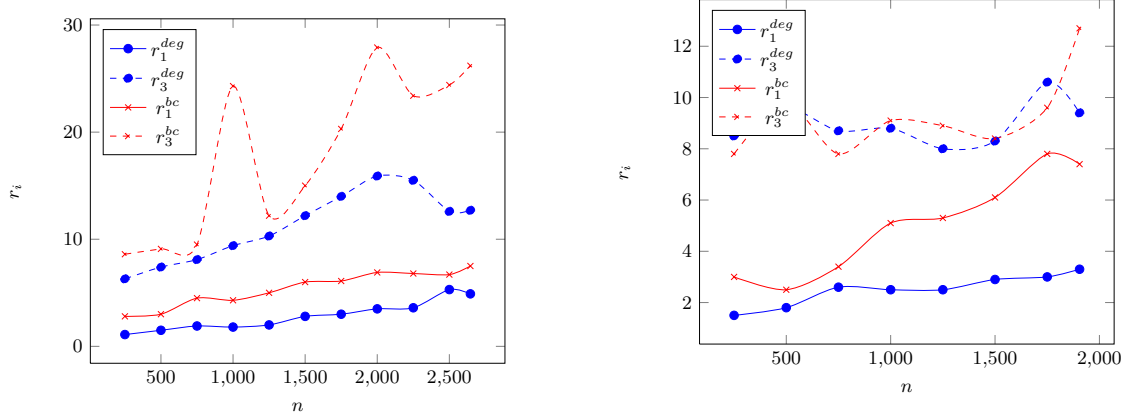 30
20
10
0
r_1^{deg}
r_3^{deg}
r_1^{bc}
r_3^{bc}
r_i
500 1,000 1,500 2,000 2,500
n
12
10
8
6
4
2
r_1^{deg}
r_3^{deg}
r_1^{bc}
r_3^{bc}
r_i
500 1,000 1,500 2,000
n